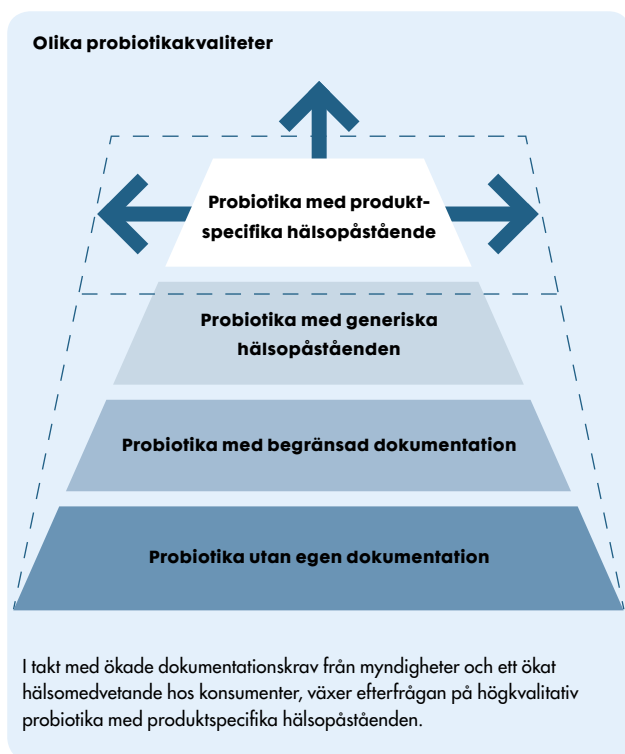 Olika probiotikakvaliteter
Probiotika med produkt-
specifika hälsopåstående
Probiotika med generiska
hälsopåståenden
Probiotika med begränsad dokumentation
Probiotika utan egen dokumentation
I takt med ökade dokumentationskrav från myndigheter och ett ökat
hälsomedvetande hos konsumenter, växer efterfrågan på högkvalitativ
probiotika med produktspecifika hälsopåståenden.